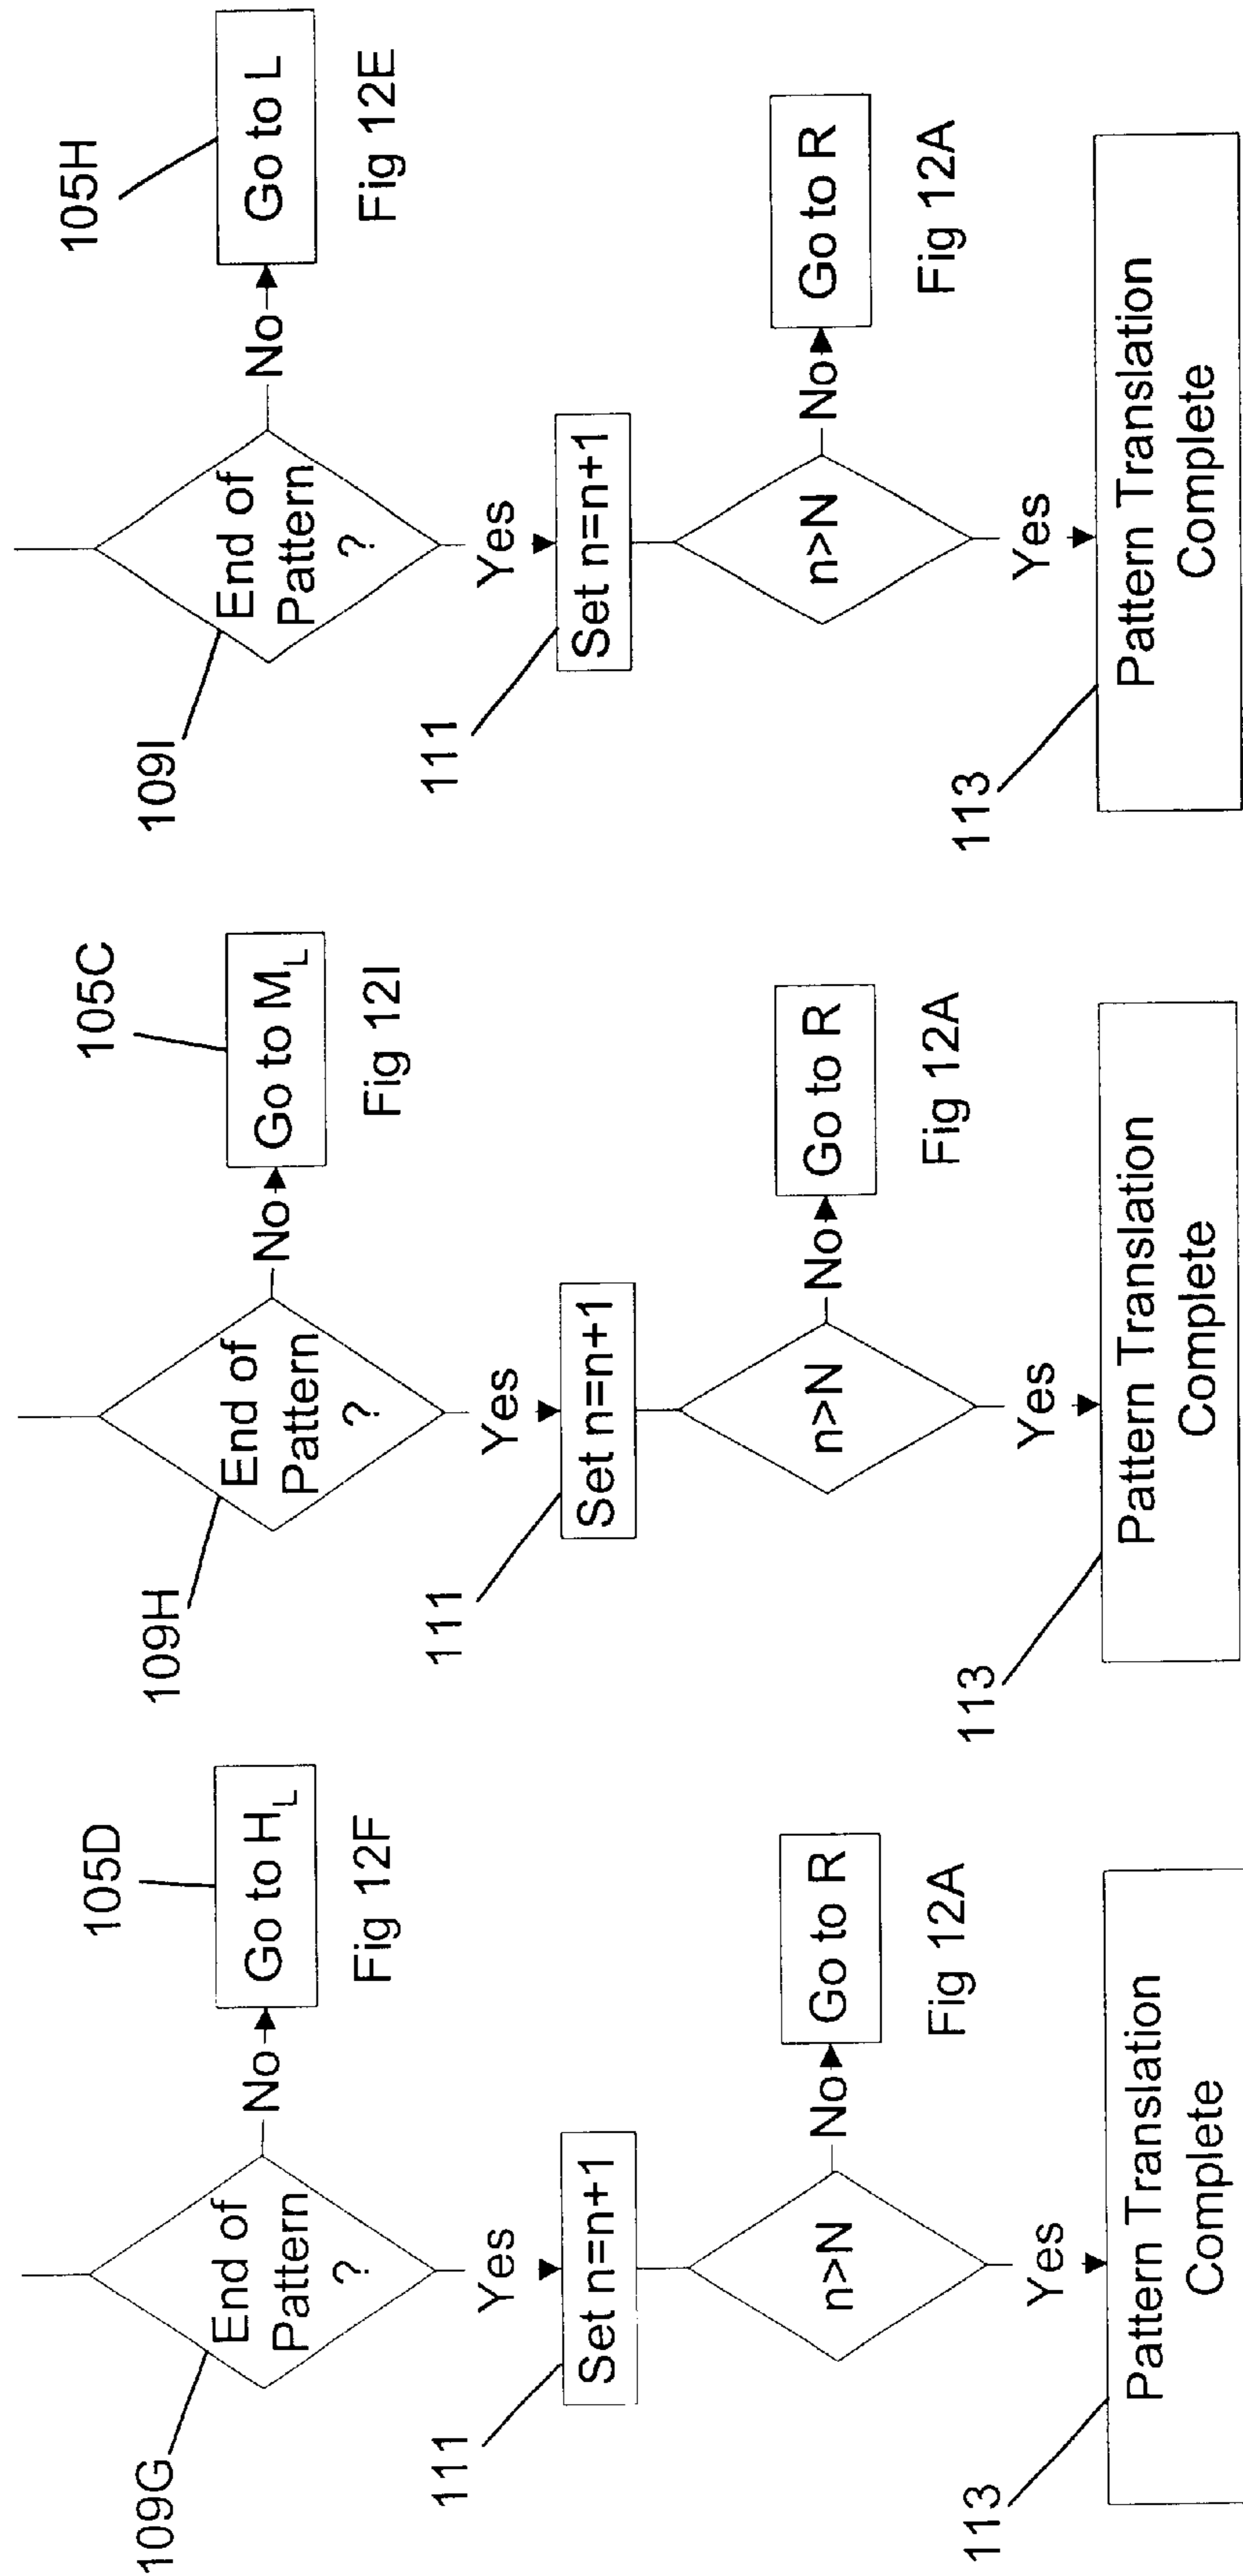 109G
End of
Pattern
?
No
Go to HL
105D
Fig 12F
Yes
111
Set n=n+1
n>N
No
Go to R
Fig 12A
Yes
113
Pattern Translation
Complete
109H
End of
Pattern
?
No
Go to ML
105C
Fig 12I
Yes
111
Set n=n+1
n>N
No
Go to R
Fig 12A
Yes
113
Pattern Translation
Complete
109I
End of
Pattern
?
No
Go to L
105H
Fig 12E
Yes
111
Set n=n+1
n>N
No
Go to R
Fig 12A
Yes
113
Pattern Translation
Complete